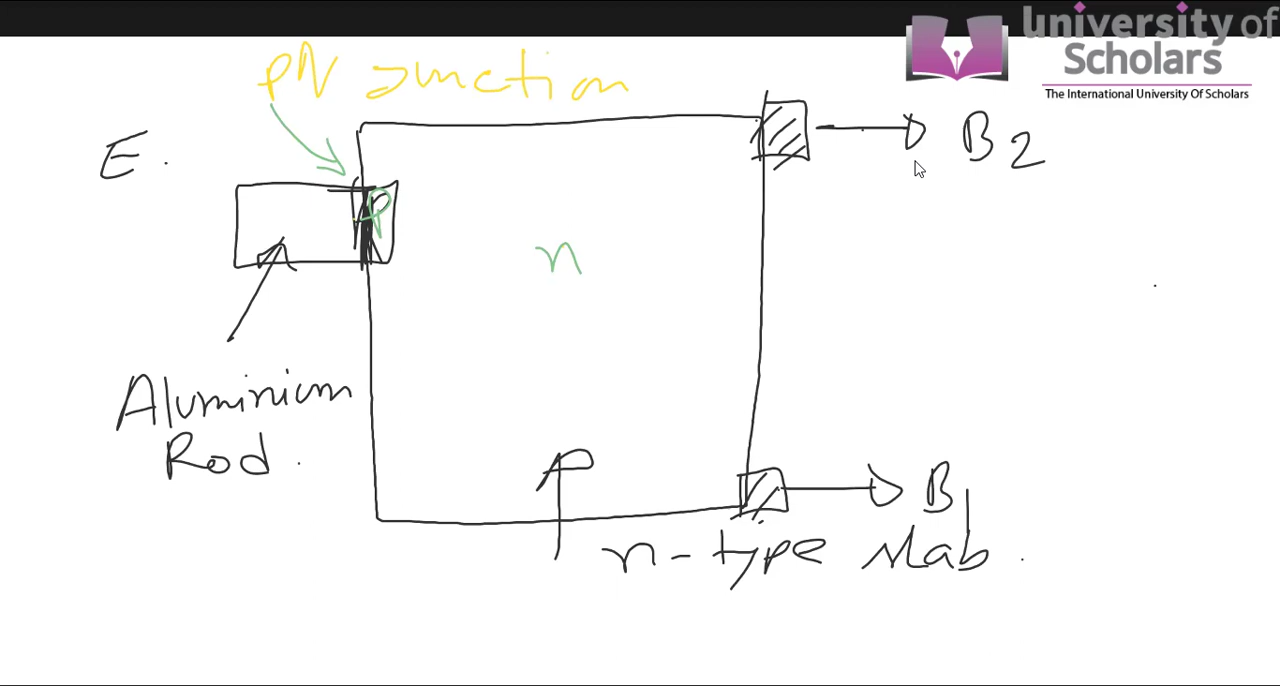 university of
Scholars
The International University Of Scholars
PN Junction
E.
B2
P
n
Aluminium
Rod.
B1
n-type slab.